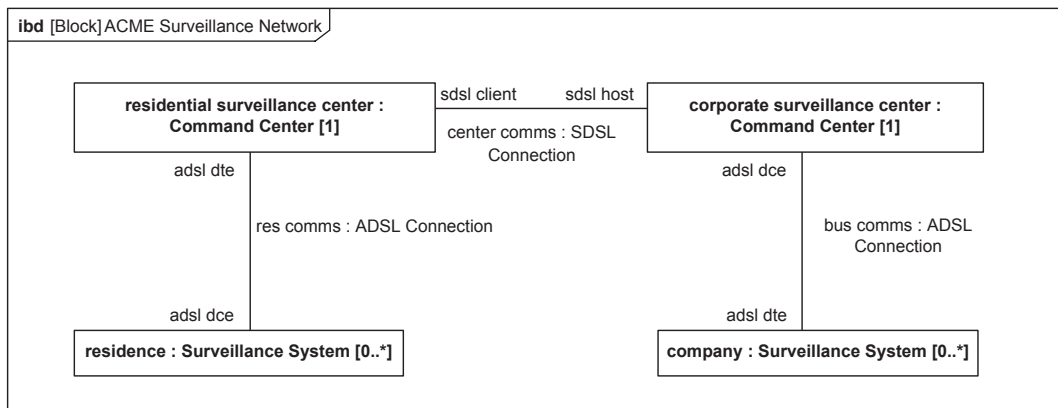 ibd [Block] ACME Surveillance Network
residential surveillance center :
Command Center [1]
sdsl client
sdsl host
corporate surveillance center :
Command Center [1]
center comms : SDSL
Connection
adsl dte
adsl dce
res comms : ADSL Connection
bus comms : ADSL
Connection
adsl dce
adsl dte
residence : Surveillance System [0..*]
company : Surveillance System [0..*]